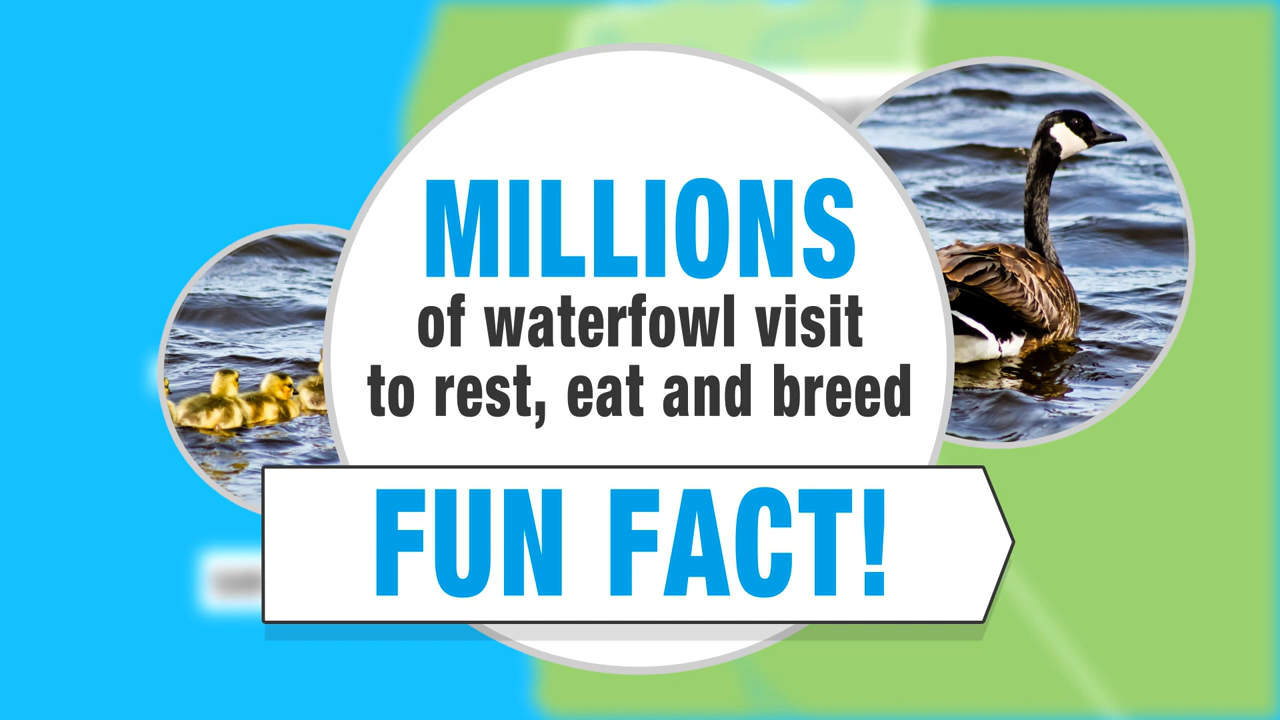 MILLIONS
of waterfowl visit
to rest, eat and breed
FUN FACT!